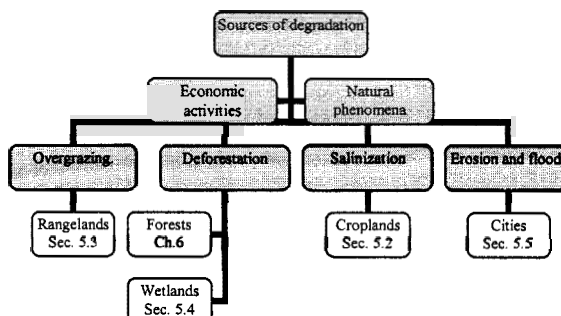 Sources of degradation
Economic
activities
Natural
phenomena
Overgrazing.
Deforestation
Salinization
Erosion and flood
Rangelands
Sec. 5.3
Forests
Ch.6
Croplands
Sec. 5.2
Cities
Sec. 5.5
Wetlands
Sec. 5.4